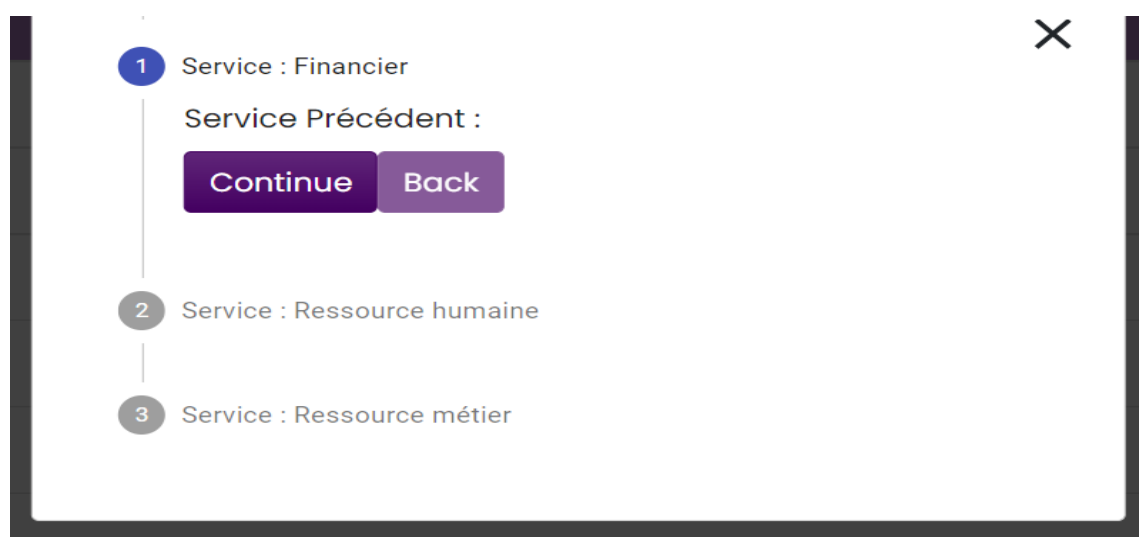 1 Service : Financier
Service Précédent :
Continue Back
2 Service : Ressource humaine
3 Service : Ressource métier